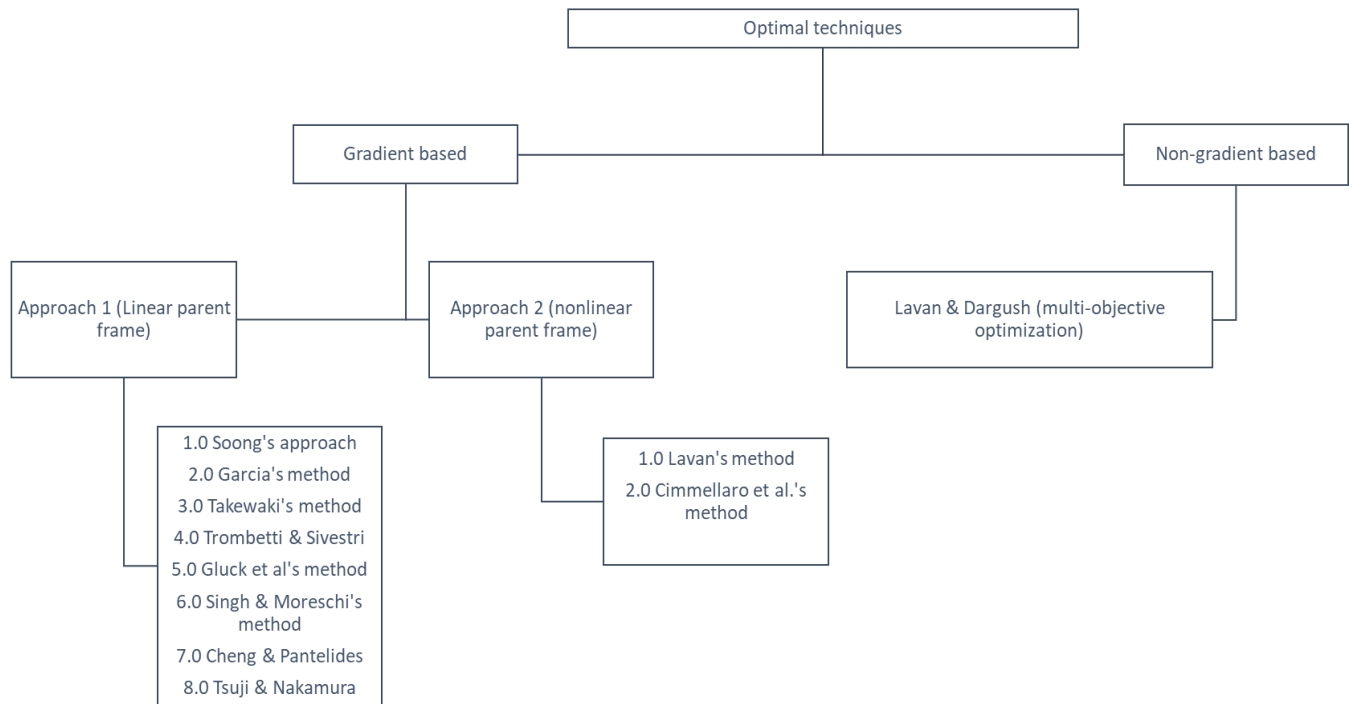 Optimal techniques
Gradient based
Non-gradient based
Approach 1 (Linear parent
frame)
Approach 2 (nonlinear
parent frame)
Lavan & Dargush (multi-objective
optimization)
1.0 Soong's approach
2.0 Garcia's method
3.0 Takewaki's method
4.0 Trombetti & Sivestri
5.0 Gluck et al's method
6.0 Singh & Moreschi's
method
7.0 Cheng & Pantelides
8.0 Tsuji & Nakamura
1.0 Lavan's method
2.0 Cimmellaro et al.'s
method